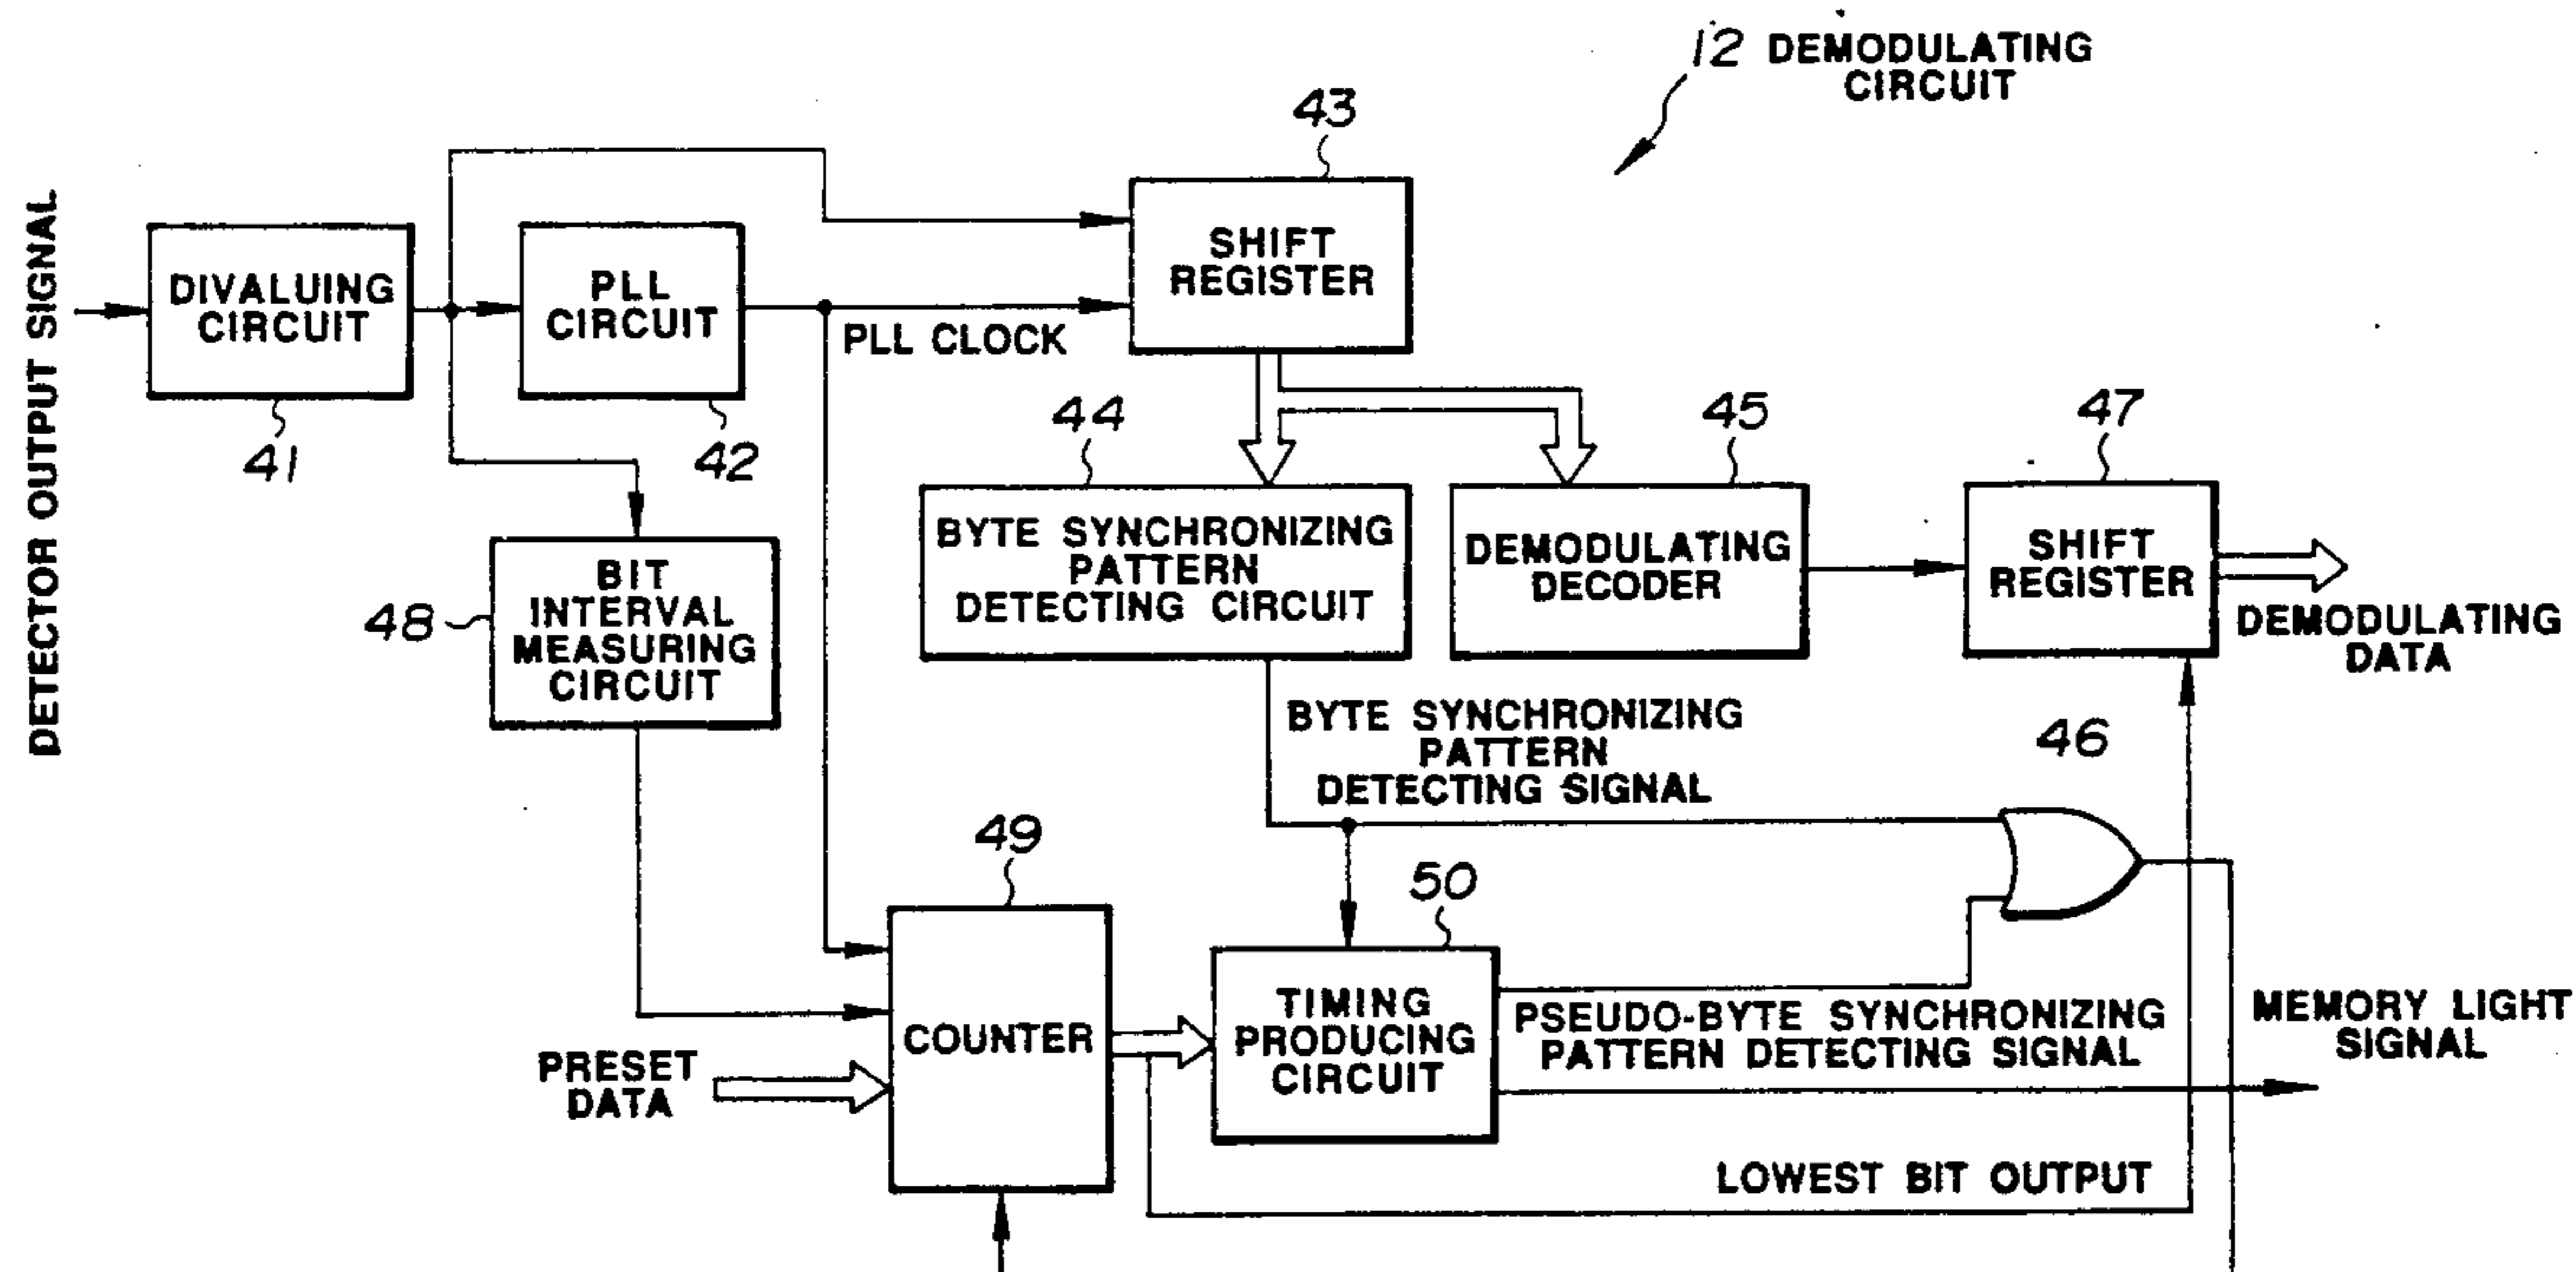 12 DEMODULATING
CIRCUIT
43
DETECTOR OUTPUT SIGNAL
DIVALUING
CIRCUIT
41
PLL
CIRCUIT
42
PLL CLOCK
SHIFT
REGISTER
44
BYTE SYNCHRONIZING
PATTERN
DETECTING CIRCUIT
45
DEMODULATING
DECODER
47
SHIFT
REGISTER
DEMODULATING
DATA
48
BIT
INTERVAL
MEASURING
CIRCUIT
BYTE SYNCHRONIZING
PATTERN
DETECTING SIGNAL
46
49
COUNTER
PRESET
DATA
50
TIMING
PRODUCING
CIRCUIT
PSEUDO-BYTE SYNCHRONIZING
PATTERN DETECTING SIGNAL
MEMORY LIGHT
SIGNAL
LOWEST BIT OUTPUT